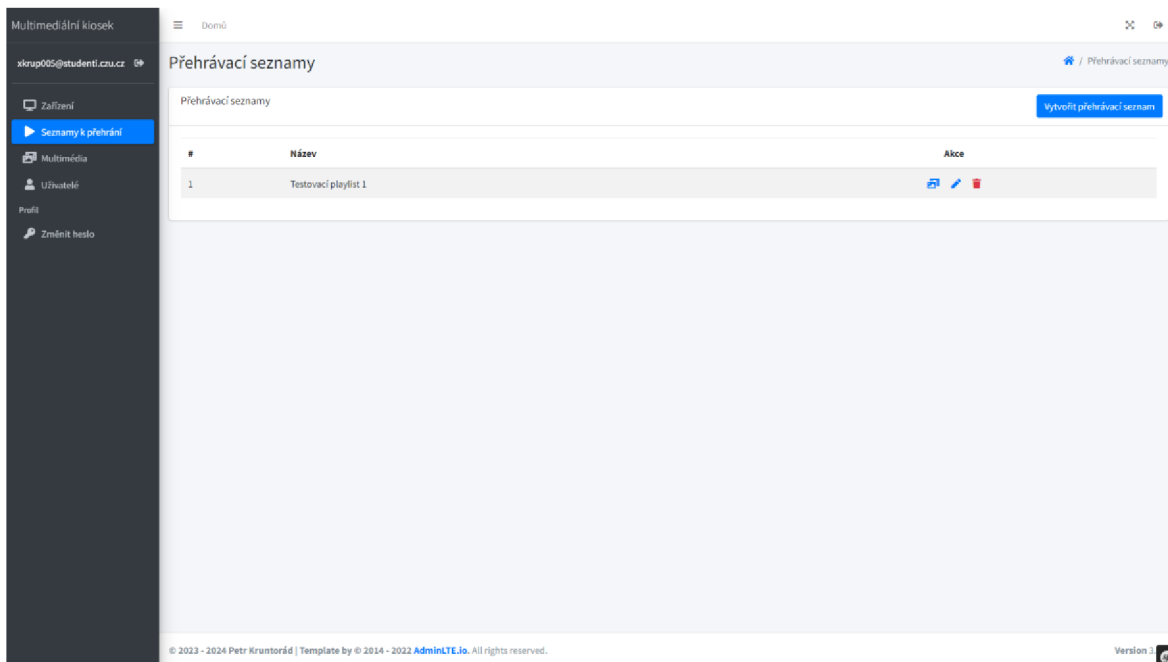 Multimediální kiosek
Domů
xkrup005@studenti.czu.cz
Zařízení
Seznamy k přehrání
Multimédia
Uživatelé
Profil
Změnit heslo
Přehrávací seznamy
/ Přehrávací seznamy
Přehrávací seznamy
Vytvořit přehrávací seznam
# Název Akce
1 Testovací playlist 1
© 2023 - 2024 Petr Kruntorád | Template by © 2014 - 2022 AdminLTE.io. All rights reserved.
Version 3.